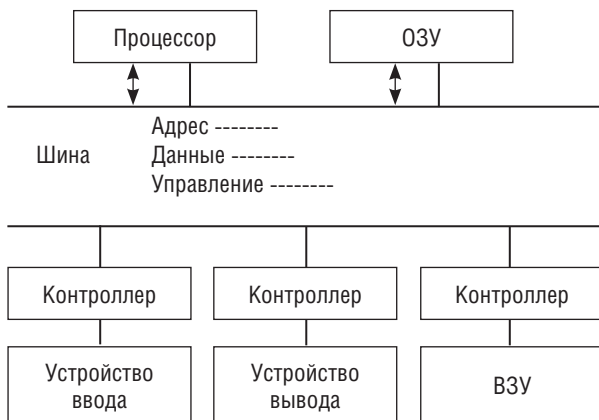 Процессор
ОЗУ
Адрес --------
Шина
Данные --------
Управление --------
Контроллер
Контроллер
Контроллер
Устройство
ввода
Устройство
вывода
ВЗУ